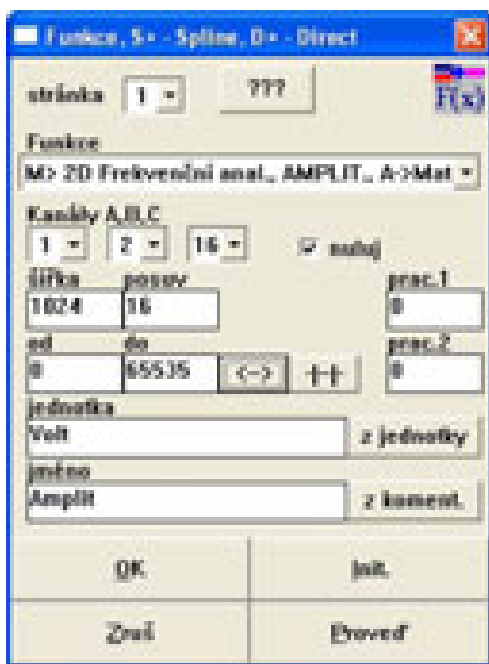 Funkce, S* - Spline, D* - Direct
stránka 1 ???
F(x)
Funkce
M> 2D Frekvenční anal., AMPLIT., A->Mat
Kanály A,B,C
1 2 16 nuluj
šířka posuv prac.1
1024 16 0
od do prac.2
0 65535 <-> 0
jednotka
Volt z jednotky
jméno
Amplit z koment.
OK Init.
Zruš Proveď